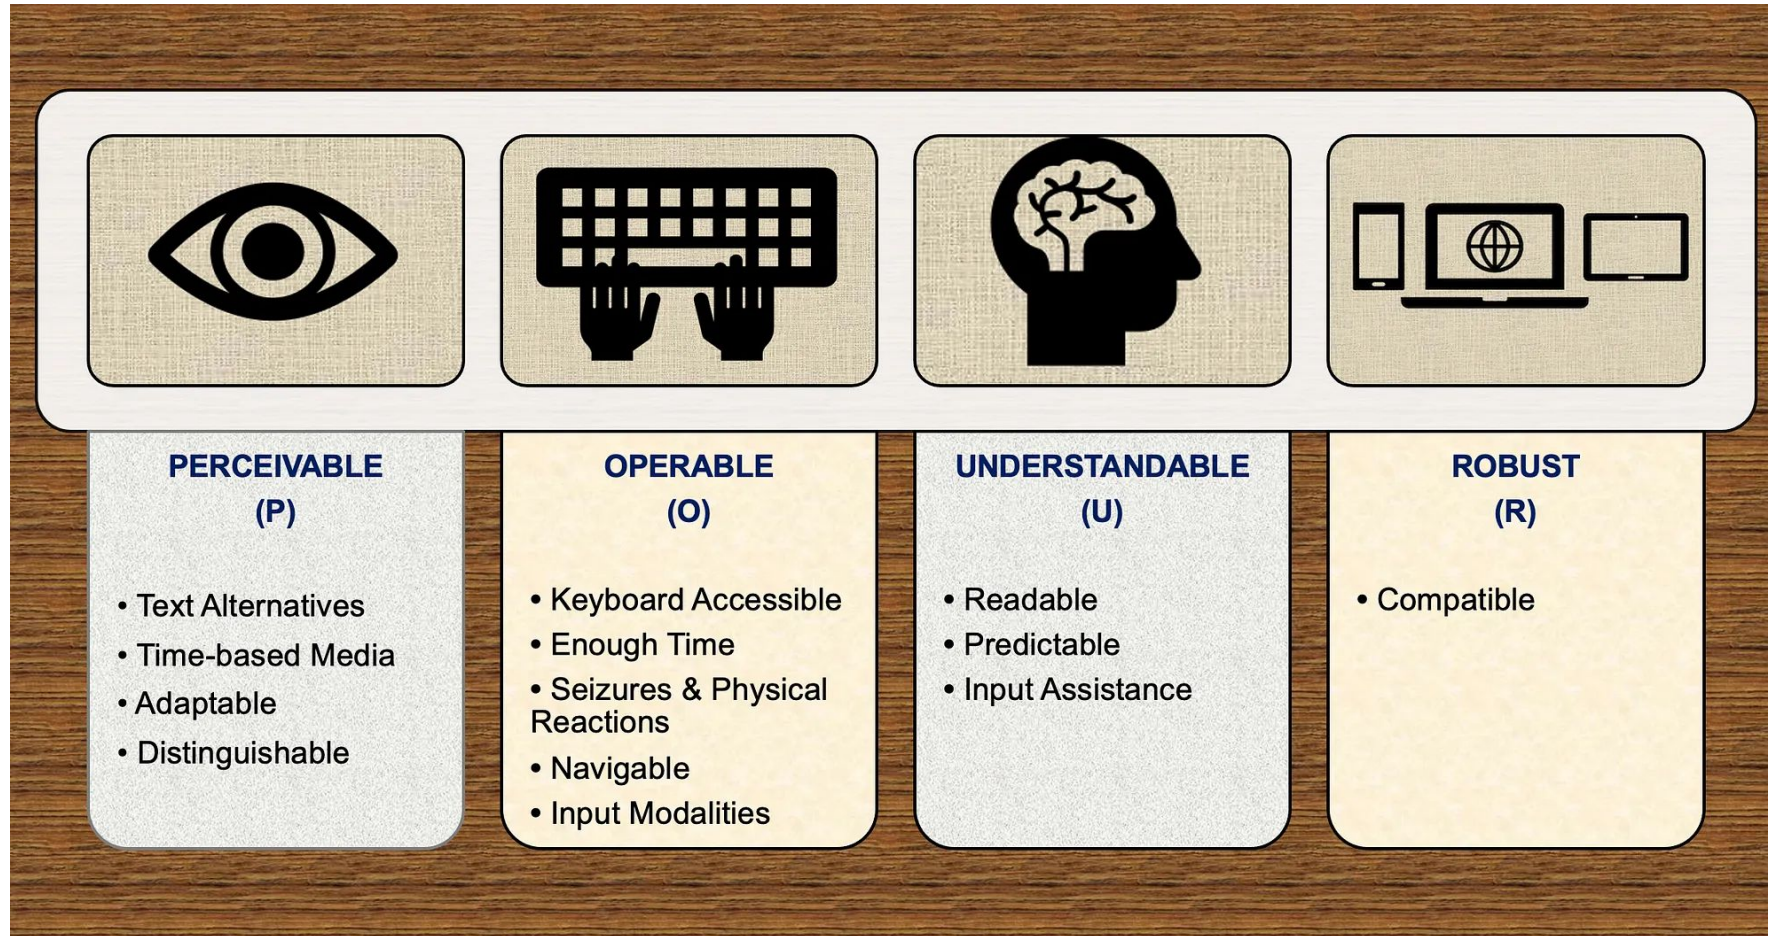 PERCEIVABLE
(P)
• Text Alternatives
• Time-based Media
• Adaptable
• Distinguishable
OPERABLE
(O)
• Keyboard Accessible
• Enough Time
• Seizures & Physical
Reactions
• Navigable
• Input Modalities
UNDERSTANDABLE
(U)
• Readable
• Predictable
• Input Assistance
ROBUST
(R)
• Compatible